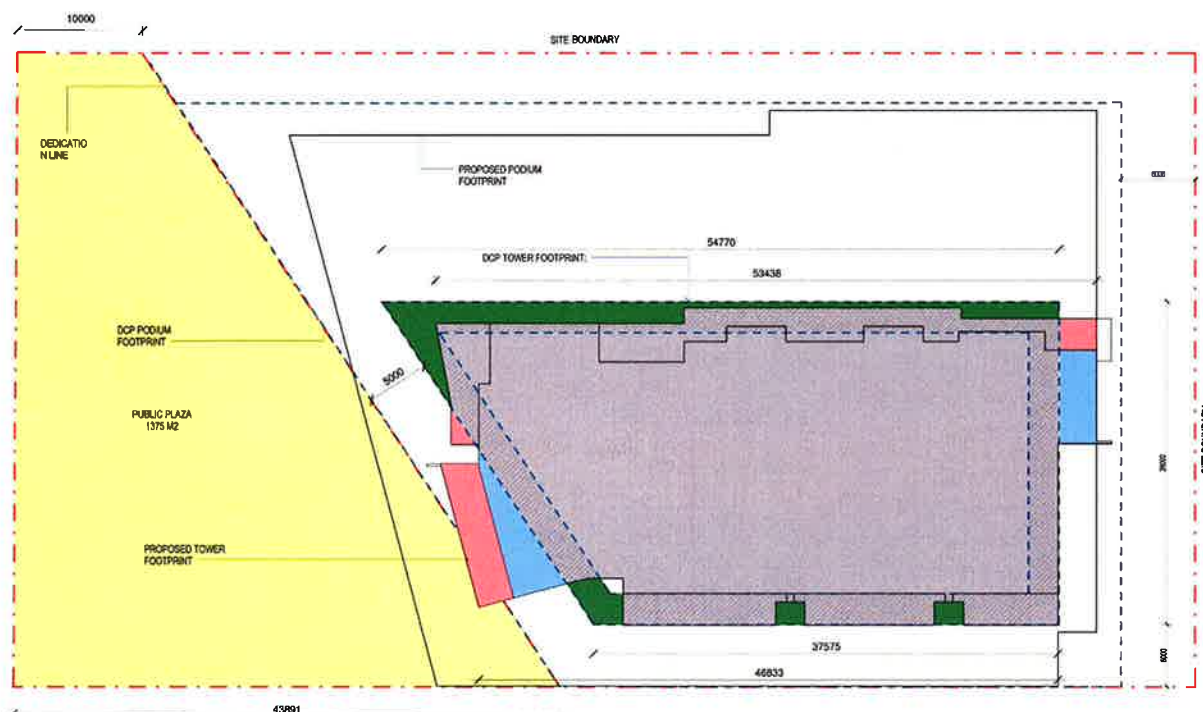 10000
SITE BOUNDARY
DEDICATIO
N LINE
PROPOSED PODIUM
FOOTPRINT
54770
DCP TOWER FOOTPRINT:
53438
DCP PODIUM
FOOTPRINT
5000
PUBLIC PLAZA
1375 M2
PROPOSED TOWER
FOOTPRINT
37575
46833
43891